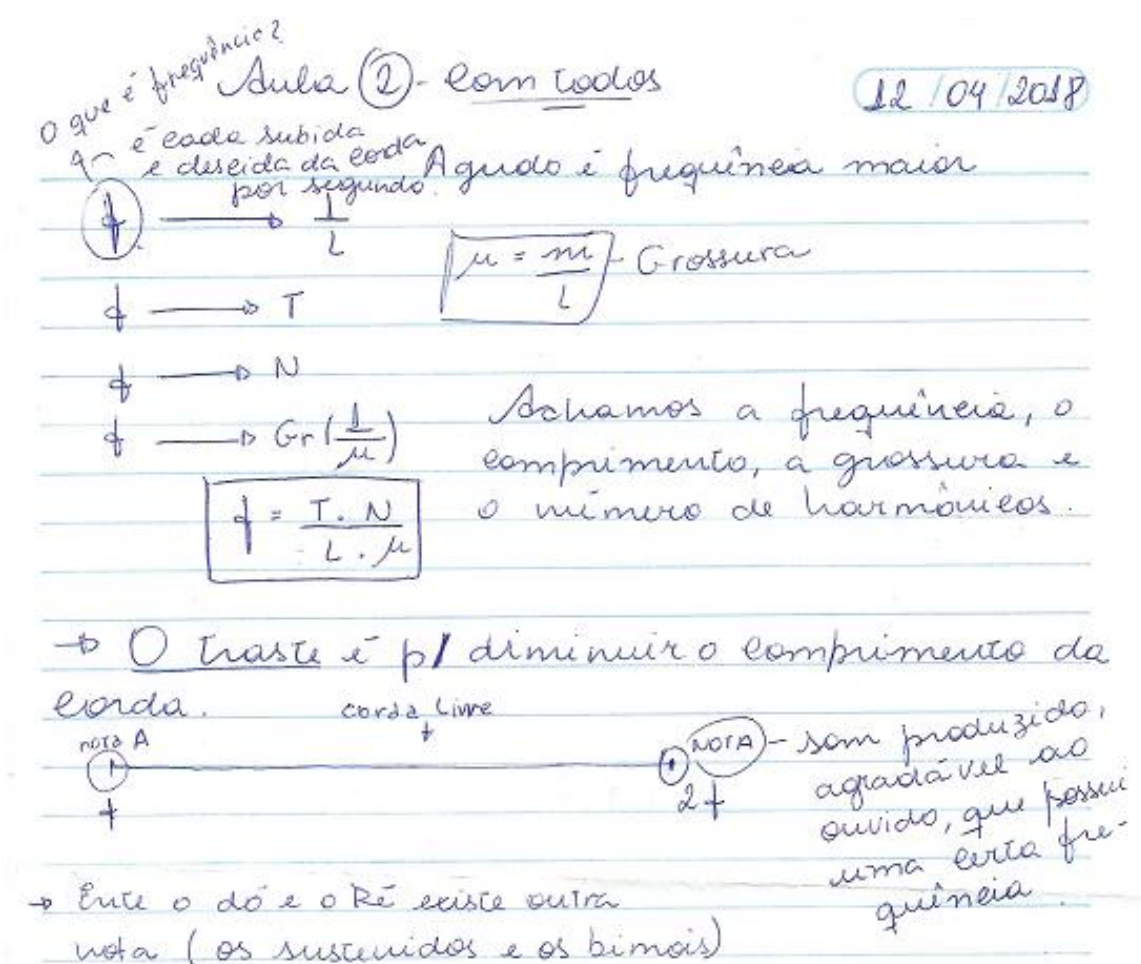 O que é frequência?
Aula 2 - Com todos
12/04/2018
é cada subida
e descida da corda
por segundo.
Agudo é frequência maior
f → 1/L
μ = m/L - Grossura
f → T
f → N
f → Gr (1/μ)
Achamos a frequência, o
comprimento, a grossura e
o número de harmônicos.
f = T . N / L . μ
→ O traste é p/ diminuir o comprimento da
corda.
corda livre
f
nota A
f
2f
NOTA - som produzido,
agradável ao
ouvido, que possui
uma certa fre-
quência.
→ Ente o dó e o Ré existe outra
nota (os sustenidos e os bimois)